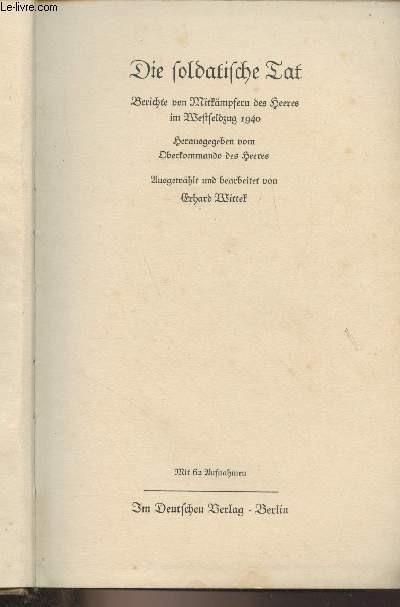 © Le-livre.com
Die soldatische Tat
Berichte von Mitkämpfern des Heeres
im Westfeldzug 1940
Herausgegeben vom
Oberkommando des Heeres
Ausgewählt und bearbeitet von
Erhard Wittek
Mit 62 Aufnahmen
Im Deutschen Verlag - Berlin